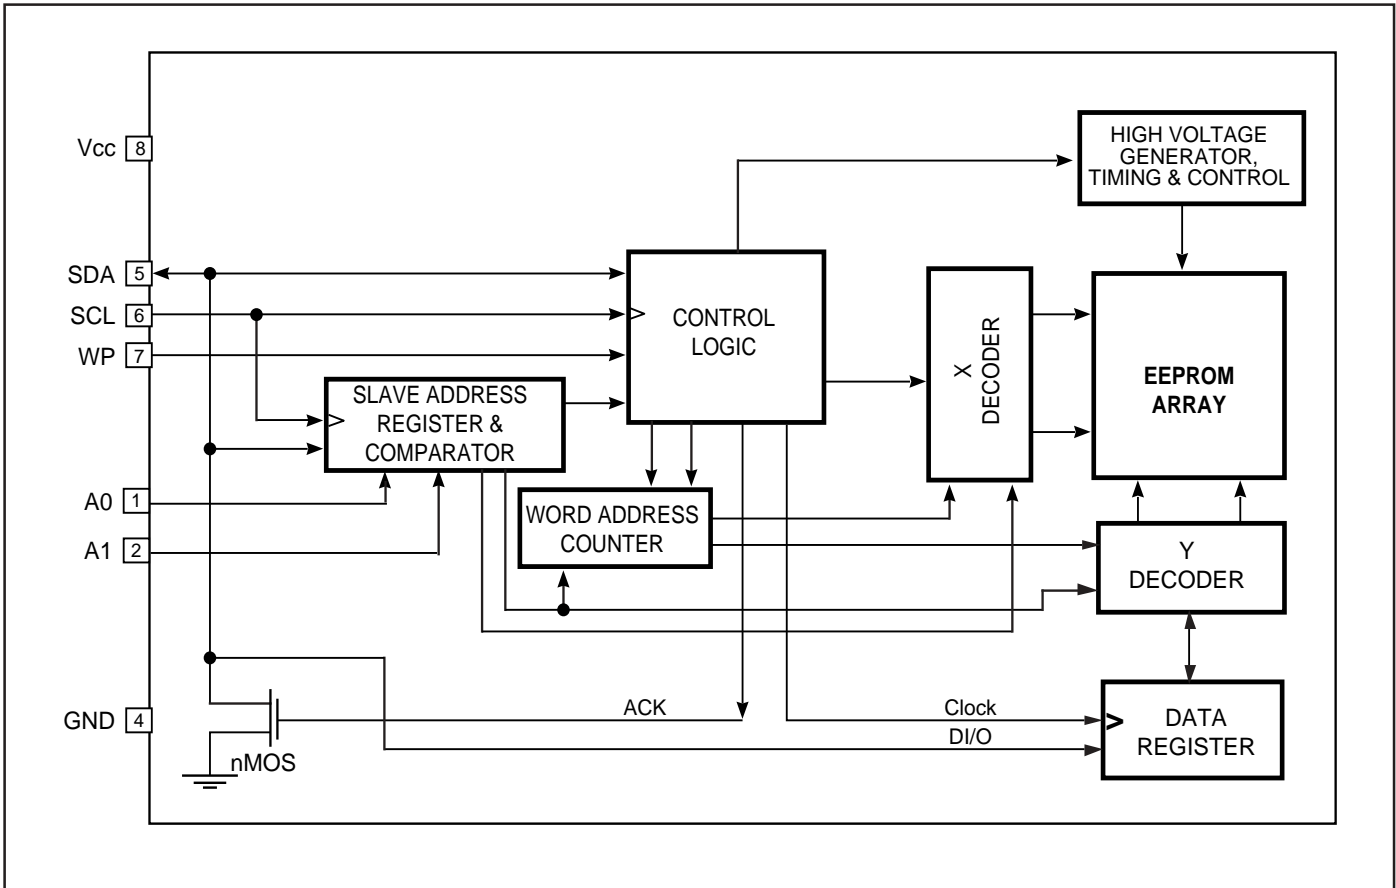 HIGH VOLTAGE
GENERATOR,
TIMING & CONTROL
Vcc 8
SDA 5
SCL 6
WP 7
CONTROL
LOGIC
X
DECODER
EEPROM
ARRAY
SLAVE ADDRESS
REGISTER &
COMPARATOR
A0 1
A1 2
WORD ADDRESS
COUNTER
Y
DECODER
GND 4
nMOS
ACK
Clock
DI/O
DATA
REGISTER